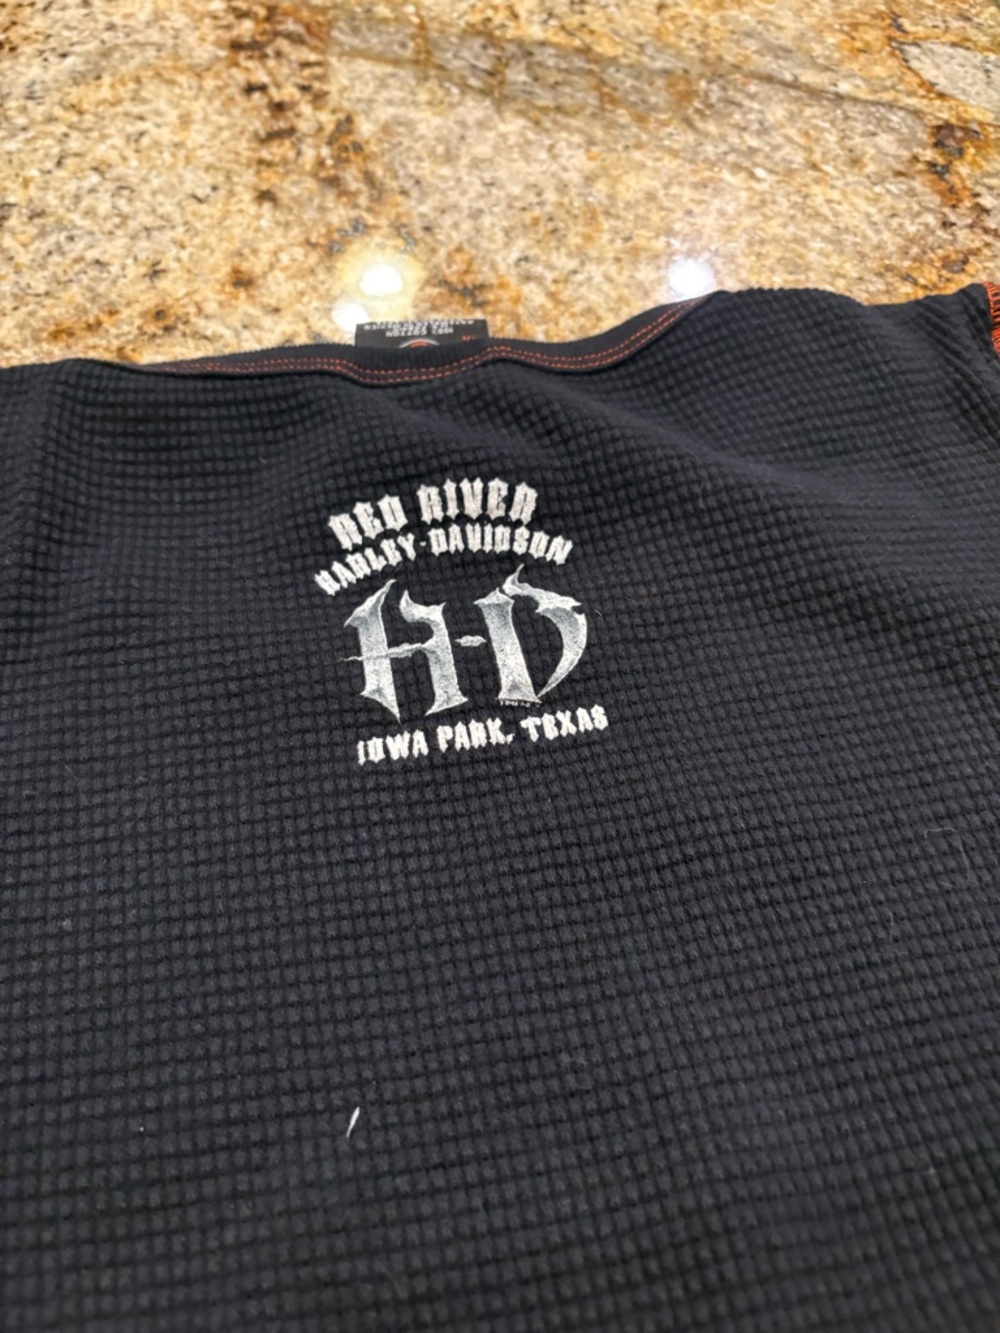 RED RIVER
HARLEY-DAVIDSON
H-D
IOWA PARK, TEXAS